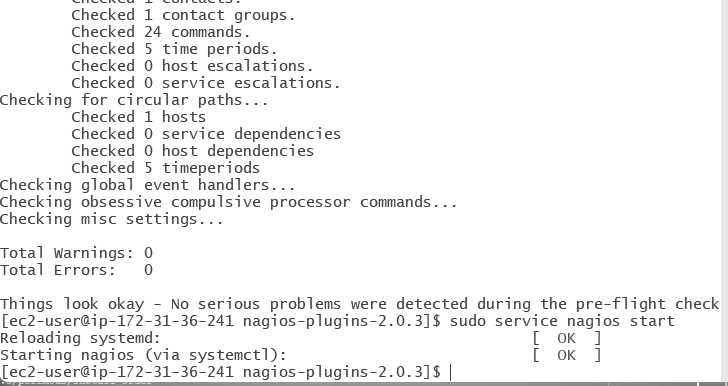 Checked 1 contacts.
Checked 1 contact groups.
Checked 24 commands.
Checked 5 time periods.
Checked 0 host escalations.
Checked 0 service escalations.
Checking for circular paths...
Checked 1 hosts
Checked 0 service dependencies
Checked 0 host dependencies
Checked 5 timeperiods
Checking global event handlers...
Checking obsessive compulsive processor commands...
Checking misc settings...
Total Warnings: 0
Total Errors:   0
Things look okay - No serious problems were detected during the pre-flight check
[ec2-user@ip-172-31-36-241 nagios-plugins-2.0.3]$ sudo service nagios start
Reloading systemd:                                         [  OK  ]
Starting nagios (via systemctl):                           [  OK  ]
[ec2-user@ip-172-31-36-241 nagios-plugins-2.0.3]$